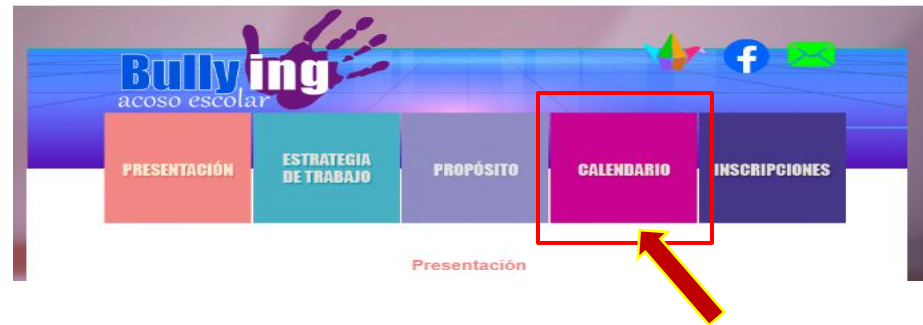 Bullying
acoso escolar
PRESENTACIÓN
ESTRATEGIA
DE TRABAJO
PROPÓSITO
CALENDARIO
INSCRIPCIONES
Presentación